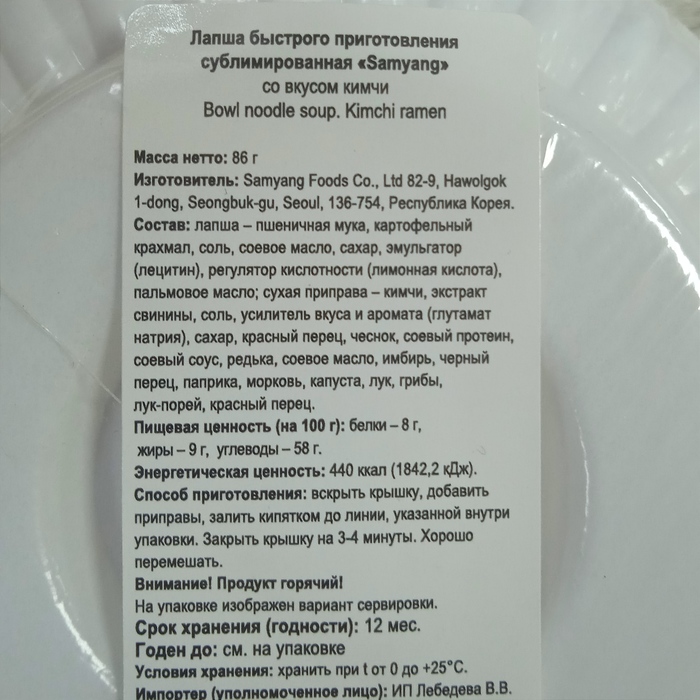 Лапша быстрого приготовления
сублимированная «Samyang»
со вкусом кимчи
Bowl noodle soup. Kimchi ramen
Масса нетто: 86 г
Изготовитель: Samyang Foods Co., Ltd 82-9, Hawolgok
1-dong, Seongbuk-gu, Seoul, 136-754, Республика Корея.
Состав: лапша – пшеничная мука, картофельный
крахмал, соль, соевое масло, сахар, эмульгатор
(лецитин), регулятор кислотности (лимонная кислота),
пальмовое масло; сухая приправа – кимчи, экстракт
свинины, соль, усилитель вкуса и аромата (глутамат
натрия), сахар, красный перец, чеснок, соевый протеин,
соевый соус, редька, соевое масло, имбирь, черный
перец, паприка, морковь, капуста, лук, грибы,
лук-порей, красный перец.
Пищевая ценность (на 100 г): белки – 8 г,
жиры – 9 г, углеводы – 58 г.
Энергетическая ценность: 440 ккал (1842,2 кДж).
Способ приготовления: вскрыть крышку, добавить
приправы, залить кипятком до линии, указанной внутри
упаковки. Закрыть крышку на 3-4 минуты. Хорошо
перемешать.
Внимание! Продукт горячий!
На упаковке изображен вариант сервировки.
Срок хранения (годности): 12 мес.
Годен до: см. на упаковке
Условия хранения: хранить при t от 0 до +25°С.
Импортер (уполномоченное лицо): ИП Лебедева В.В.